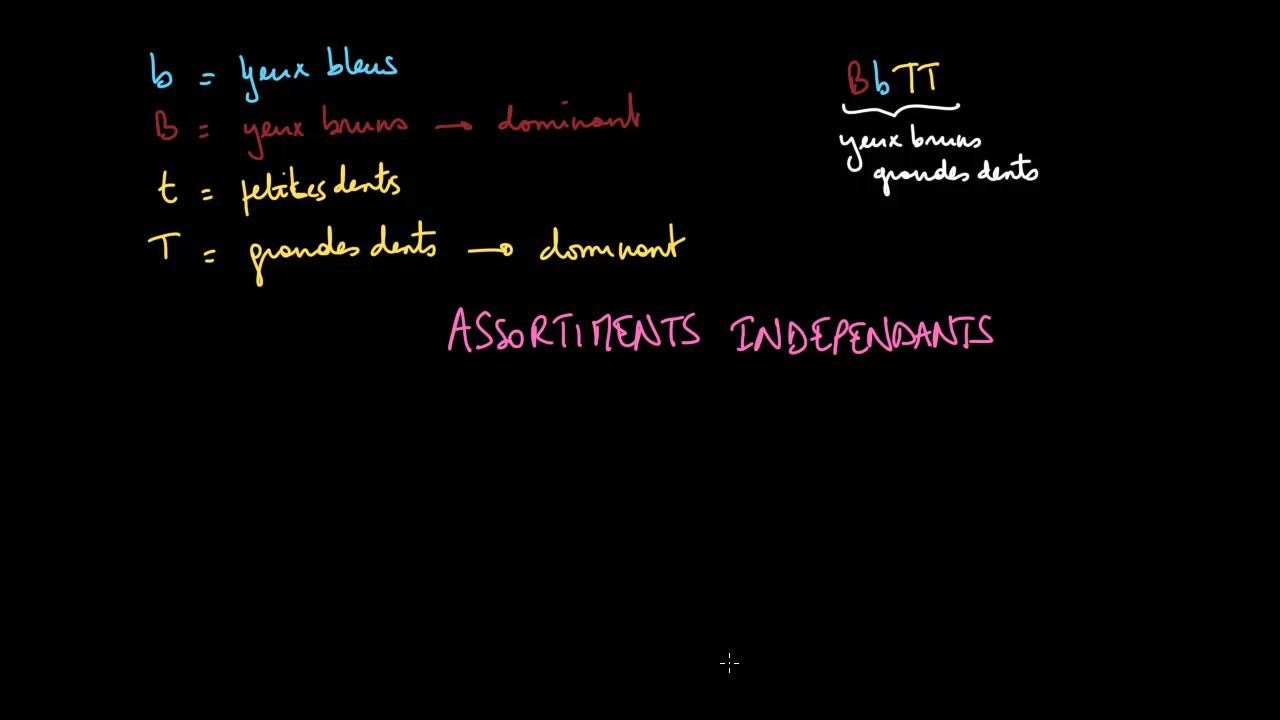 b = yeux bleus
B = yeux bruns → dominant
t = petites dents
T = grandes dents → dominant
BbTT
yeux bruns
grandes dents
ASSORTIMENTS INDEPENDANTS